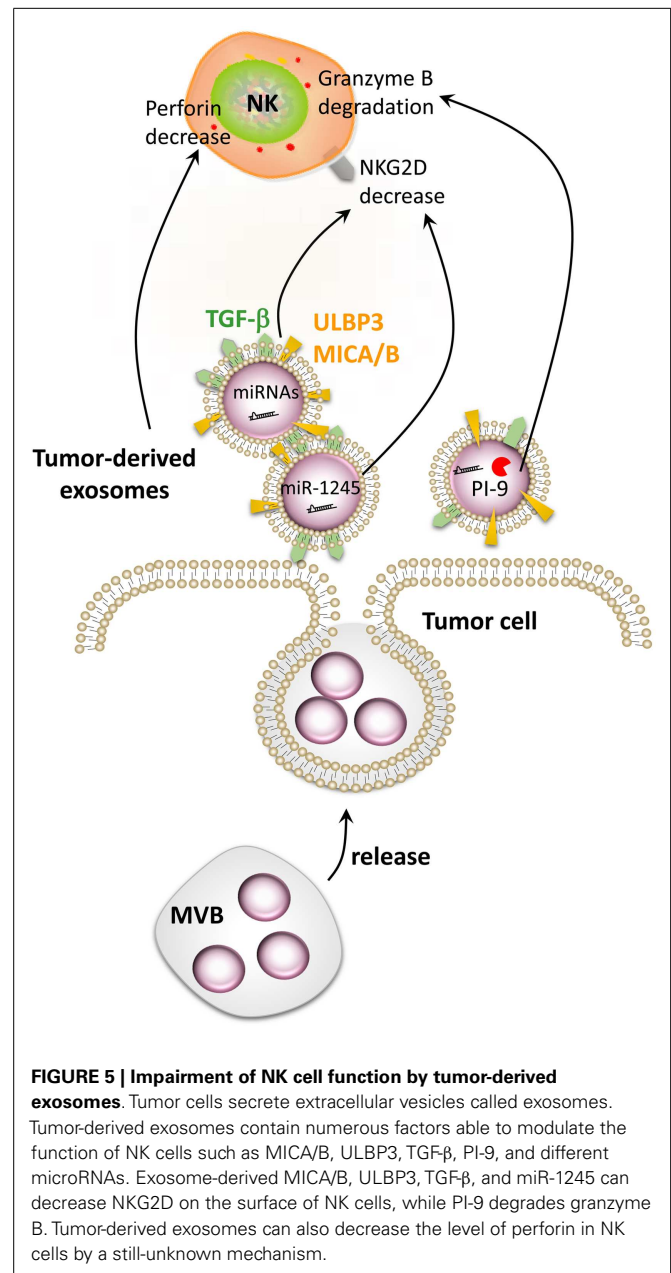 Granzyme B
degradation
NK
Perforin
decrease
NKG2D
decrease
TGF-β
ULBP3
MICA/B
miRNAs
Tumor-derived
exosomes
miR-1245
PI-9
Tumor cell
release
MVB
FIGURE 5 | Impairment of NK cell function by tumor-derived
exosomes. Tumor cells secrete extracellular vesicles called exosomes.
Tumor-derived exosomes contain numerous factors able to modulate the
function of NK cells such as MICA/B, ULBP3, TGF-β, PI-9, and different
microRNAs. Exosome-derived MICA/B, ULBP3, TGF-β, and miR-1245 can
decrease NKG2D on the surface of NK cells, while PI-9 degrades granzyme
B. Tumor-derived exosomes can also decrease the level of perforin in NK
cells by a still-unknown mechanism.